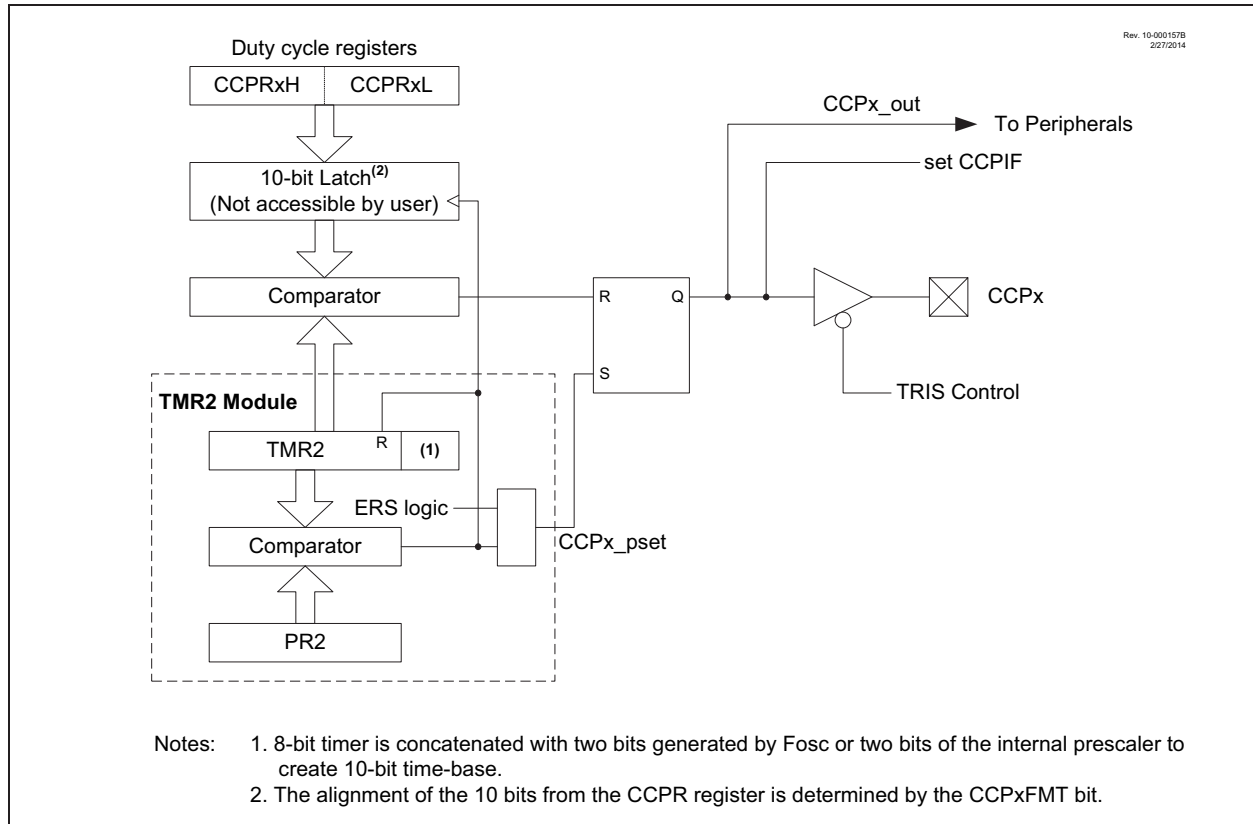 Rev. 10-000157B
2/27/2014
Duty cycle registers
CCPRxH CCPRxL
CCPx_out
To Peripherals
set CCPIF
10-bit Latch(2)
(Not accessible by user)
Comparator
R Q
CCPx
S
TRIS Control
TMR2 Module
TMR2 R (1)
ERS logic
CCPx_pset
Comparator
PR2
Notes: 1. 8-bit timer is concatenated with two bits generated by Fosc or two bits of the internal prescaler to
create 10-bit time-base.
2. The alignment of the 10 bits from the CCPR register is determined by the CCPxFMT bit.